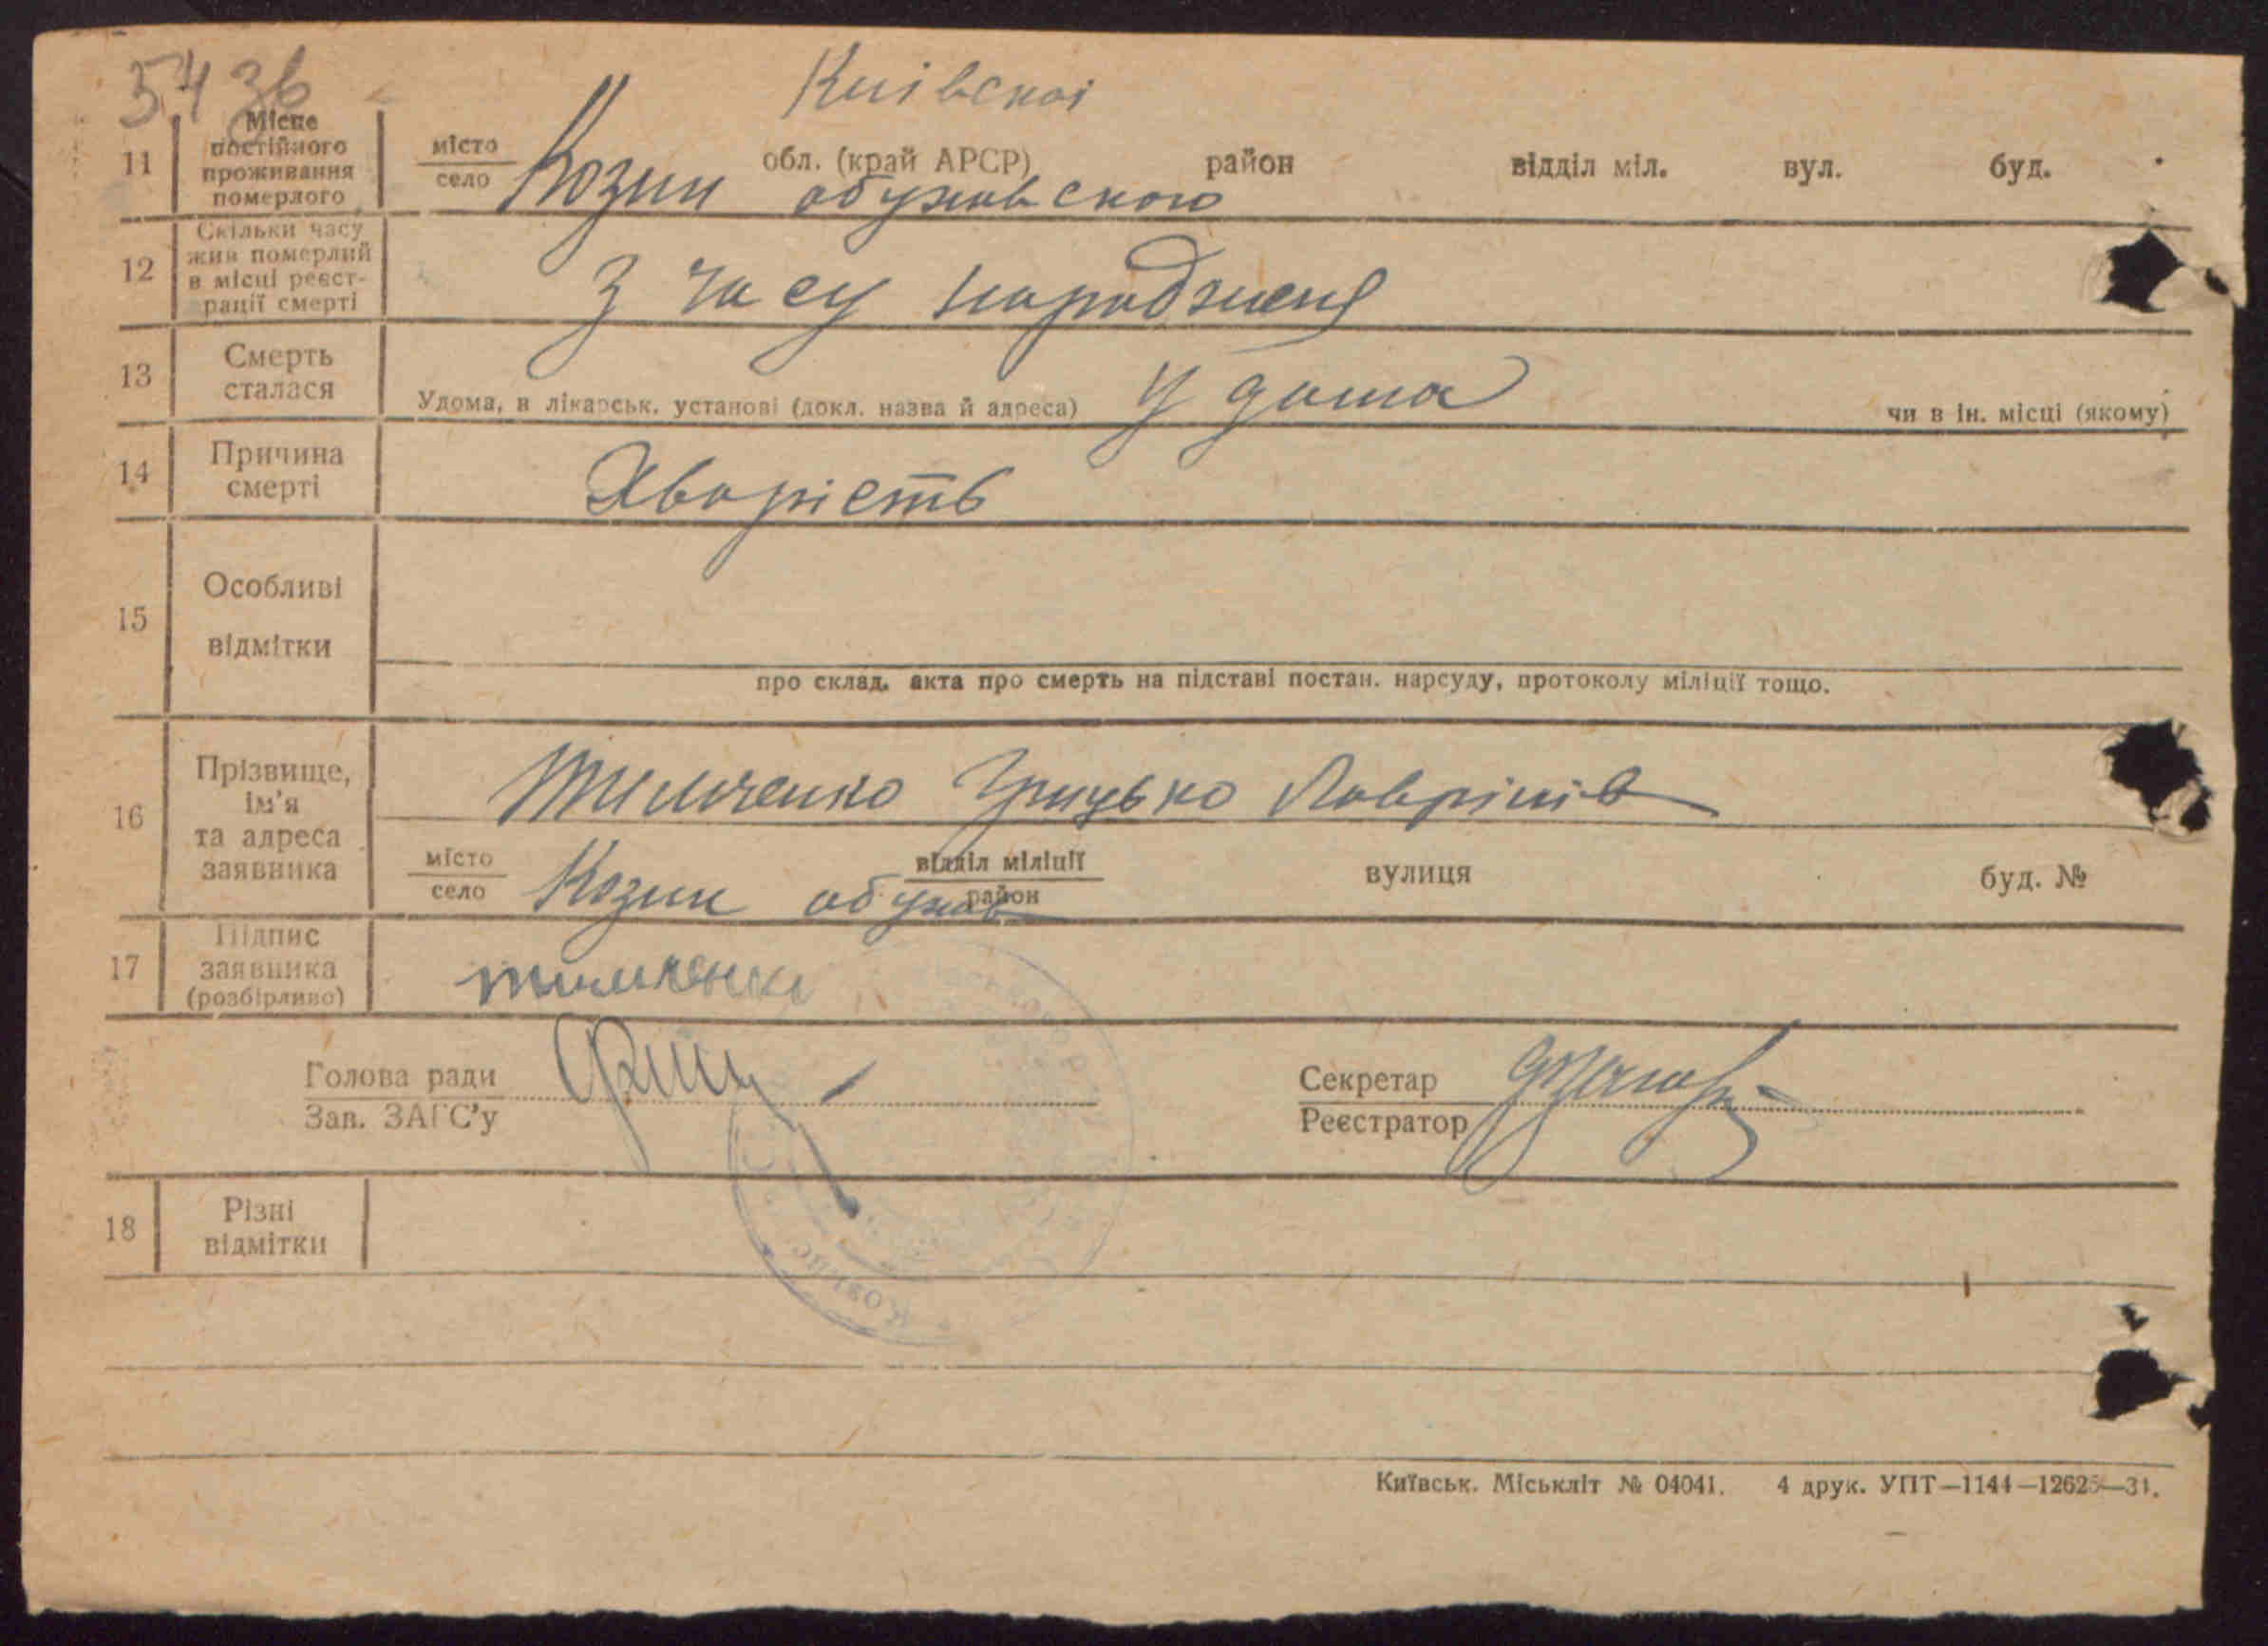 5436
Київскоі
11 Місце постійного проживання померлого місто село Козин обл. (край АРСР) район відділ міл. вул. буд.
обуховского
12 Скільки часу жив померлий в місці реєстрації смерті З часу народженя
13 Смерть сталася Удома, в лікарськ. установі (докл. назва й адреса) У дома чи в ін. місці (якому)
14 Причина смерті Хворість
15 Особливі відмітки
про склад. акта про смерть на підставі постан. нарсуду, протоколу міліції тощо.
16 Прізвище, ім'я та адреса заявника Тимченко Грицько Лавринів
місто село Козин обухов відділ міліції район вулиця буд. №
17 Підпис заявника (розбірливо) тимченко
Голова ради Секретар
Зав. ЗАГС'у Реєстратор
18 Різні відмітки
Київськ. Міськліт № 04041. 4 друк. УПТ—1144—12625—31.